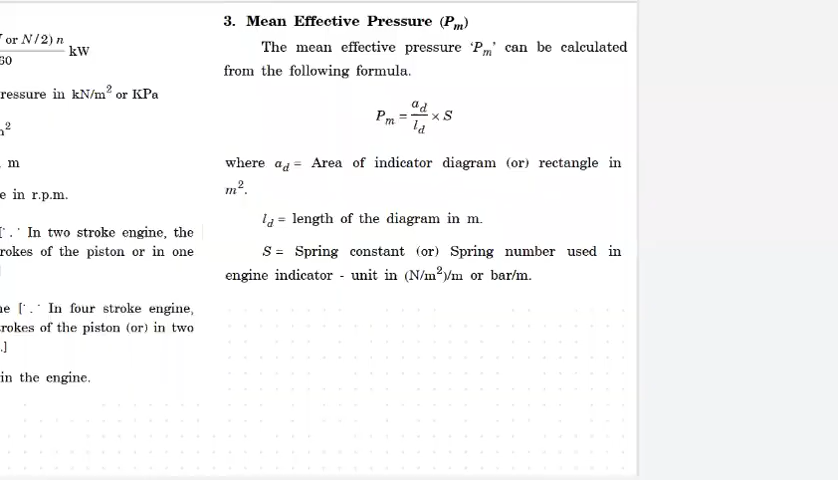 or N/2) n
60
kW
ressure in kN/m² or KPa
m
e in r.p.m.
[∵ In two stroke engine, the
rokes of the piston or in one
]
ne [∵ In four stroke engine,
rokes of the piston (or) in two
.]
in the engine.
3. Mean Effective Pressure (Pm)
The mean effective pressure ‘Pm’ can be calculated
from the following formula.
Pm = ad/ld × S
where ad = Area of indicator diagram (or) rectangle in
m².
ld = length of the diagram in m.
S = Spring constant (or) Spring number used in
engine indicator - unit in (N/m²)/m or bar/m.